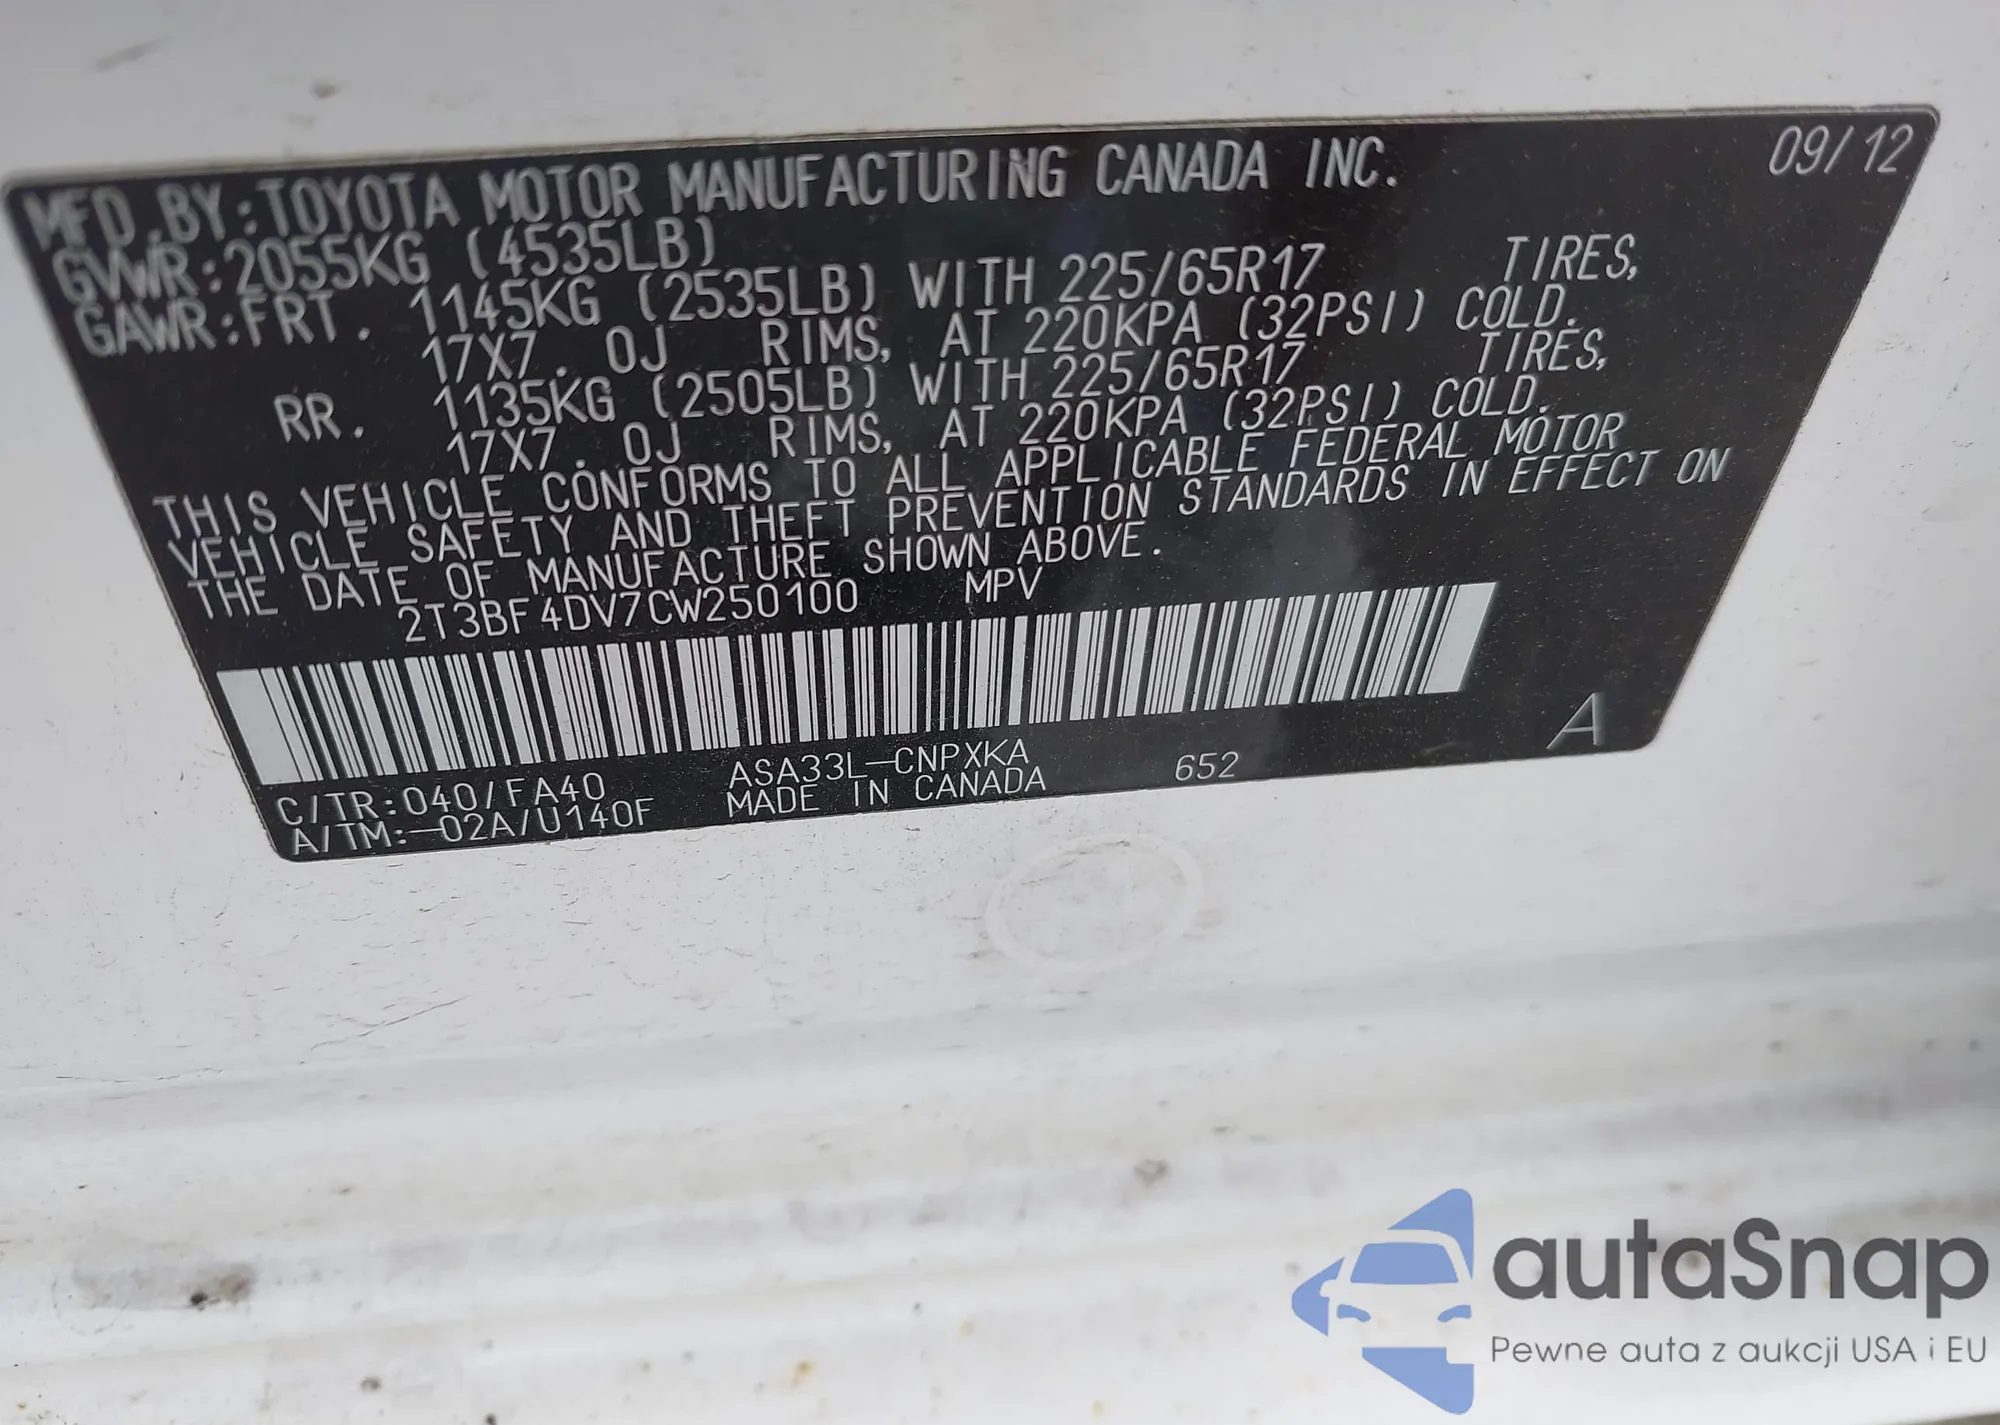 MFD.BY:TOYOTA MOTOR MANUFACTURING CANADA INC. 09/12
GVWR:2055KG (4535LB)
GAWR:FRT. 1145KG (2535LB) WITH 225/65R17 TIRES,
17X7.0J RIMS, AT 220KPA (32PSI) COLD.
RR. 1135KG (2505LB) WITH 225/65R17 TIRES,
17X7.0J RIMS, AT 220KPA (32PSI) COLD.
THIS VEHICLE CONFORMS TO ALL APPLICABLE FEDERAL MOTOR
VEHICLE SAFETY AND THEFT PREVENTION STANDARDS IN EFFECT ON
THE DATE OF MANUFACTURE SHOWN ABOVE.
2T3BF4DV7CW250100 MPV
C/TR:040/FA40 ASA33L-CNPXKA 652 A
A/TM:-02A/U140F MADE IN CANADA
autaSnap
Pewne auta z aukcji USA i EU